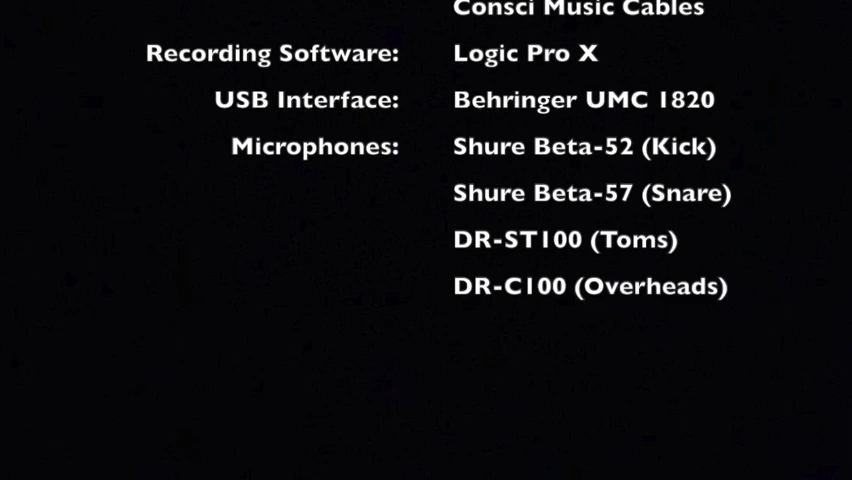 Consci Music Cables
Recording Software: Logic Pro X
USB Interface: Behringer UMC 1820
Microphones: Shure Beta-52 (Kick)
Shure Beta-57 (Snare)
DR-ST100 (Toms)
DR-C100 (Overheads)